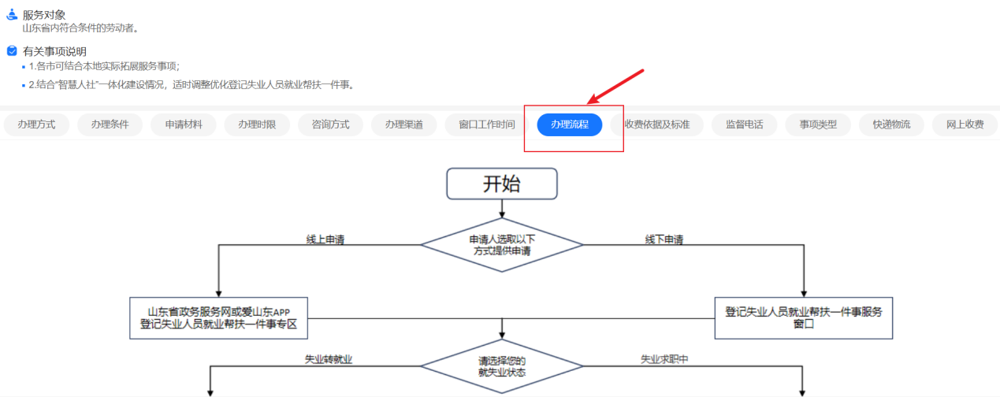 服务对象
山东省内符合条件的劳动者。
有关事项说明
1.各市可结合本地实际拓展服务事项；
2.结合“智慧人社”一体化建设情况，适时调整优化登记失业人员就业帮扶一件事。
办理方式 办理条件 申请材料 办理时限 咨询方式 办理渠道 窗口工作时间 办理流程 收费依据及标准 监督电话 事项类型 快递物流 网上收费
开始
线上申请
申请人选取以下
方式提供申请
线下申请
山东省政务服务网或爱山东APP
登记失业人员就业帮扶一件事专区
登记失业人员就业帮扶一件事服务
窗口
失业转就业
请选择您的
就失业状态
失业求职中